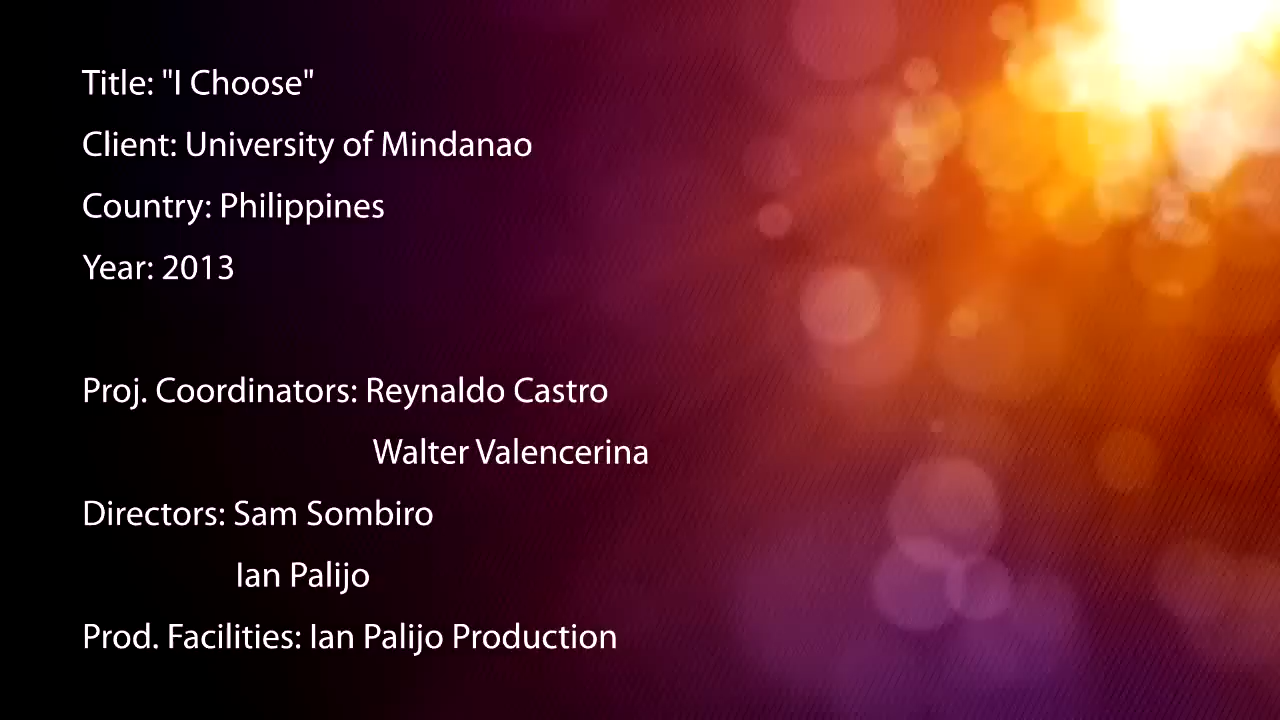 Title: "I Choose"
Client: University of Mindanao
Country: Philippines
Year: 2013
Proj. Coordinators: Reynaldo Castro
Walter Valencerina
Directors: Sam Sombiro
Ian Palijo
Prod. Facilities: Ian Palijo Production